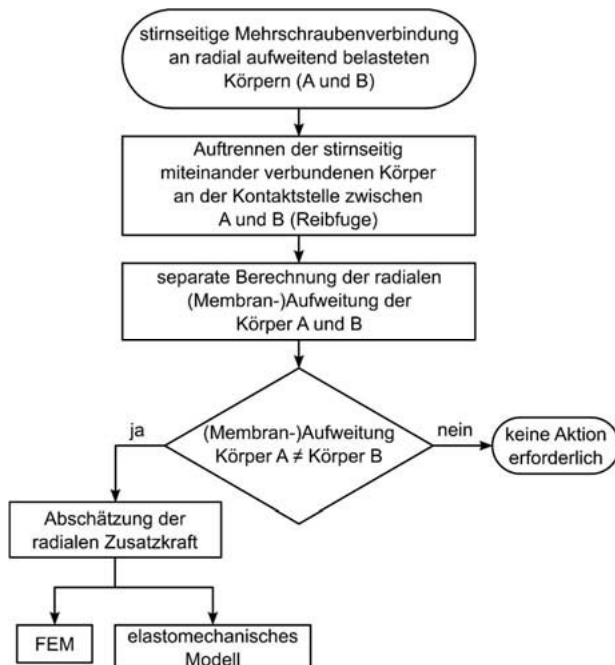 stirnseitige Mehrschraubenverbindung
an radial aufweitend belasteten
Körpern (A und B)
Auftrennen der stirnseitig
miteinander verbundenen Körper
an der Kontaktstelle zwischen
A und B (Reibfuge)
separate Berechnung der radialen
(Membran-)Aufweitung der
Körper A und B
ja
(Membran-)Aufweitung
Körper A ≠ Körper B
nein
keine Aktion
erforderlich
Abschätzung der
radialen Zusatzkraft
FEM
elastomechanisches
Modell